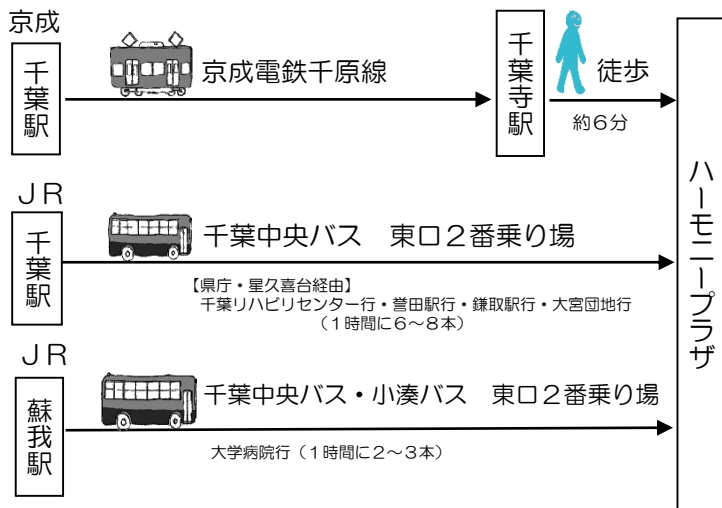 京成
千葉駅
京成電鉄千原線
千葉寺駅
徒歩
約6分
ＪＲ
千葉駅
千葉中央バス　東口２番乗り場
【県庁・星久喜台経由】
千葉リハビリセンター行・誉田駅行・鎌取駅行・大宮団地行
（１時間に６～８本）
ＪＲ
蘇我駅
千葉中央バス・小湊バス　東口２番乗り場
大学病院行（１時間に２～３本）
ハーモニープラザ